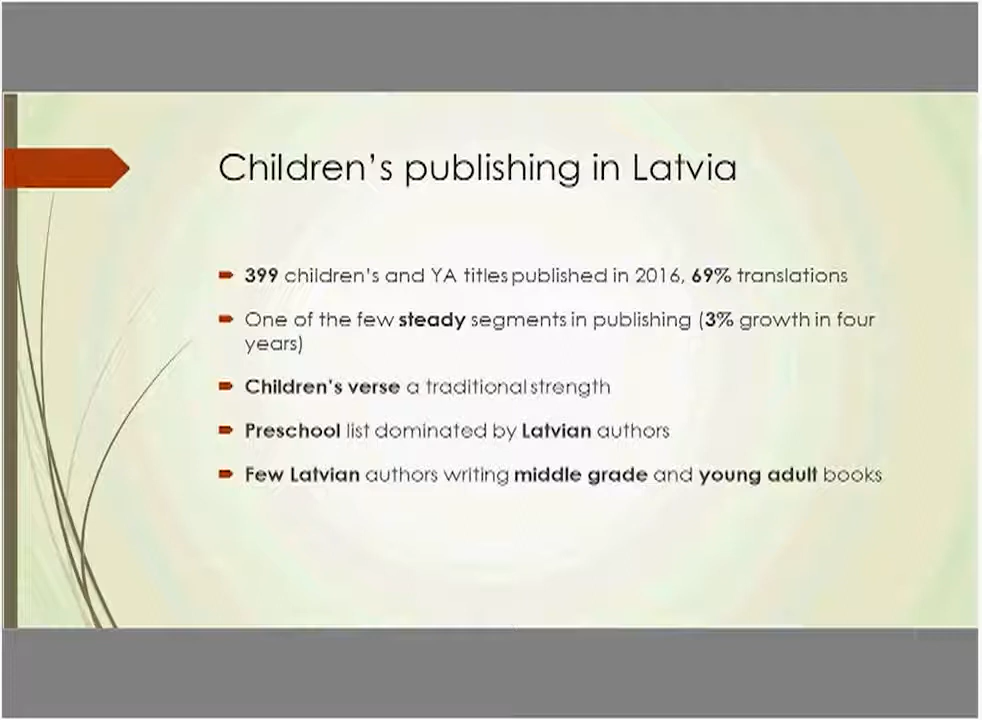 Children's publishing in Latvia
399 children's and YA titles published in 2016, 69% translations
One of the few steady segments in publishing (3% growth in four
years)
Children's verse a traditional strength
Preschool list dominated by Latvian authors
Few Latvian authors writing middle grade and young adult books